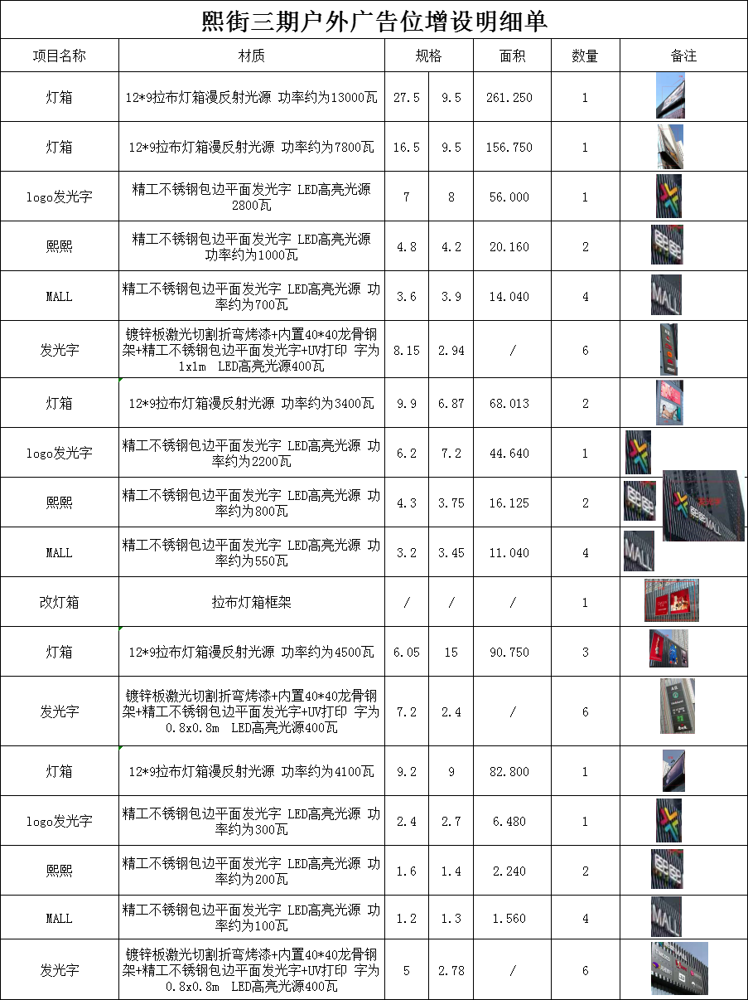 熙街三期户外广告位增设明细单
项目名称 材质 规格 面积 数量 备注
灯箱 12*9拉布灯箱漫反射光源 功率约为13000瓦 27.5 9.5 261.250 1
灯箱 12*9拉布灯箱漫反射光源 功率约为7800瓦 16.5 9.5 156.750 1
logo发光字 精工不锈钢包边平面发光字 LED高亮光源
2800瓦 7 8 56.000 1
熙熙 精工不锈钢包边平面发光字 LED高亮光源
功率约为1000瓦 4.8 4.2 20.160 2
MALL 精工不锈钢包边平面发光字 LED高亮光源 功
率约为700瓦 3.6 3.9 14.040 4
MALL
发光字 镀锌板激光切割折弯烤漆+内置40*40龙骨钢
架+精工不锈钢包边平面发光字+UV打印 字为
1x1m LED高亮光源400瓦 8.15 2.94 / 6
灯箱 12*9拉布灯箱漫反射光源 功率约为3400瓦 9.9 6.87 68.013 2
logo发光字 精工不锈钢包边平面发光字 LED高亮光源 功
率约为2200瓦 6.2 7.2 44.640 1
熙熙 精工不锈钢包边平面发光字 LED高亮光源 功
率约为800瓦 4.3 3.75 16.125 2
熙熙MALL
MALL 精工不锈钢包边平面发光字 LED高亮光源 功
率约为550瓦 3.2 3.45 11.040 4
MALL
改灯箱 拉布灯箱框架 / / / 1
灯箱 12*9拉布灯箱漫反射光源 功率约为4500瓦 6.05 15 90.750 3
发光字 镀锌板激光切割折弯烤漆+内置40*40龙骨钢
架+精工不锈钢包边平面发光字+UV打印 字为
0.8x0.8m LED高亮光源400瓦 7.2 2.4 / 6
灯箱 12*9拉布灯箱漫反射光源 功率约为4100瓦 9.2 9 82.800 1
logo发光字 精工不锈钢包边平面发光字 LED高亮光源 功
率约为300瓦 2.4 2.7 6.480 1
熙熙 精工不锈钢包边平面发光字 LED高亮光源 功
率约为200瓦 1.6 1.4 2.240 2
MALL 精工不锈钢包边平面发光字 LED高亮光源 功
率约为100瓦 1.2 1.3 1.560 4
MALL
发光字 镀锌板激光切割折弯烤漆+内置40*40龙骨钢
架+精工不锈钢包边平面发光字+UV打印 字为
0.8x0.8m LED高亮光源400瓦 5 2.78 / 6